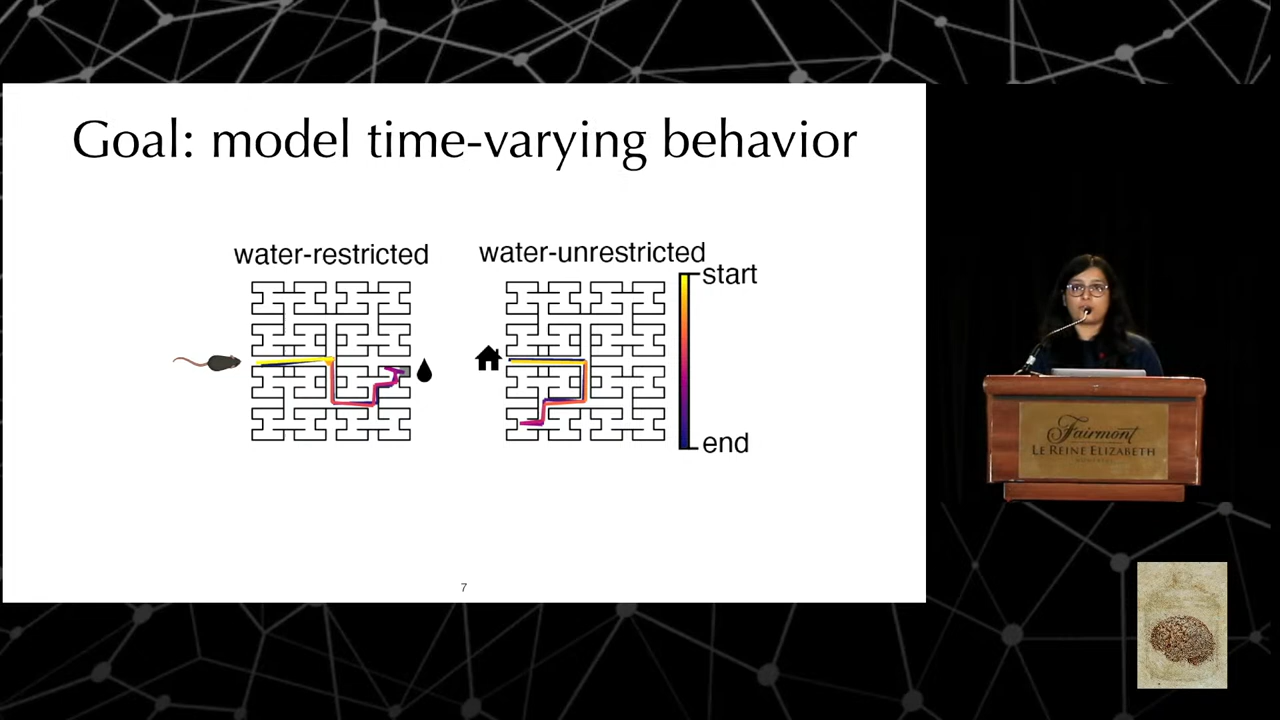 Goal: model time-varying behavior
water-restricted
water-unrestricted
start
end
7
Fairmont
LE REINE ELIZABETH